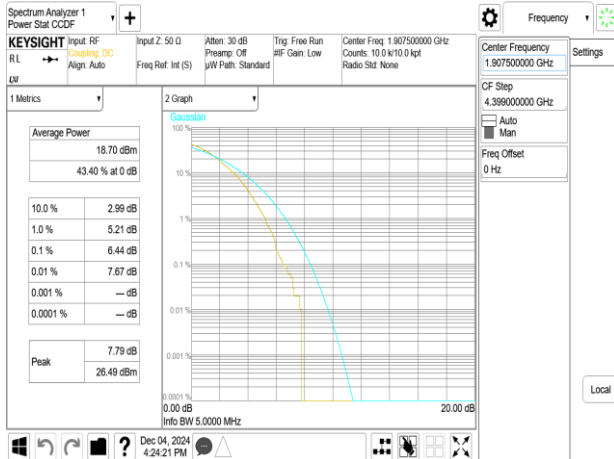 Spectrum Analyzer 1
Power Stat CCDF
Frequency
KEYSIGHT
RL
LXI
Input: RF
Coupling: DC
Align: Auto
Input Z: 50 Ω
Freq Ref: Int (S)
Atten: 30 dB
Preamp: Off
µW Path: Standard
Trig: Free Run
#IF Gain: Low
Center Freq: 1.907500000 GHz
Counts: 10.0 k/10.0 kpt
Radio Std: None
Center Frequency
1.907500000 GHz
Settings
CF Step
4.399000000 GHz
Auto
Man
Freq Offset
0 Hz
Local
1 Metrics
Average Power
18.70 dBm
43.40 % at 0 dB
10.0 % 2.99 dB
1.0 % 5.21 dB
0.1 % 6.44 dB
0.01 % 7.67 dB
0.001 % --- dB
0.0001 % --- dB
Peak
7.79 dB
26.49 dBm
2 Graph
Gaussian
100 %
10 %
1 %
0.1 %
0.01 %
0.001 %
0.0001 %
0.00 dB 20.00 dB
Info BW 5.0000 MHz
?
Dec 04, 2024
4:24:21 PM